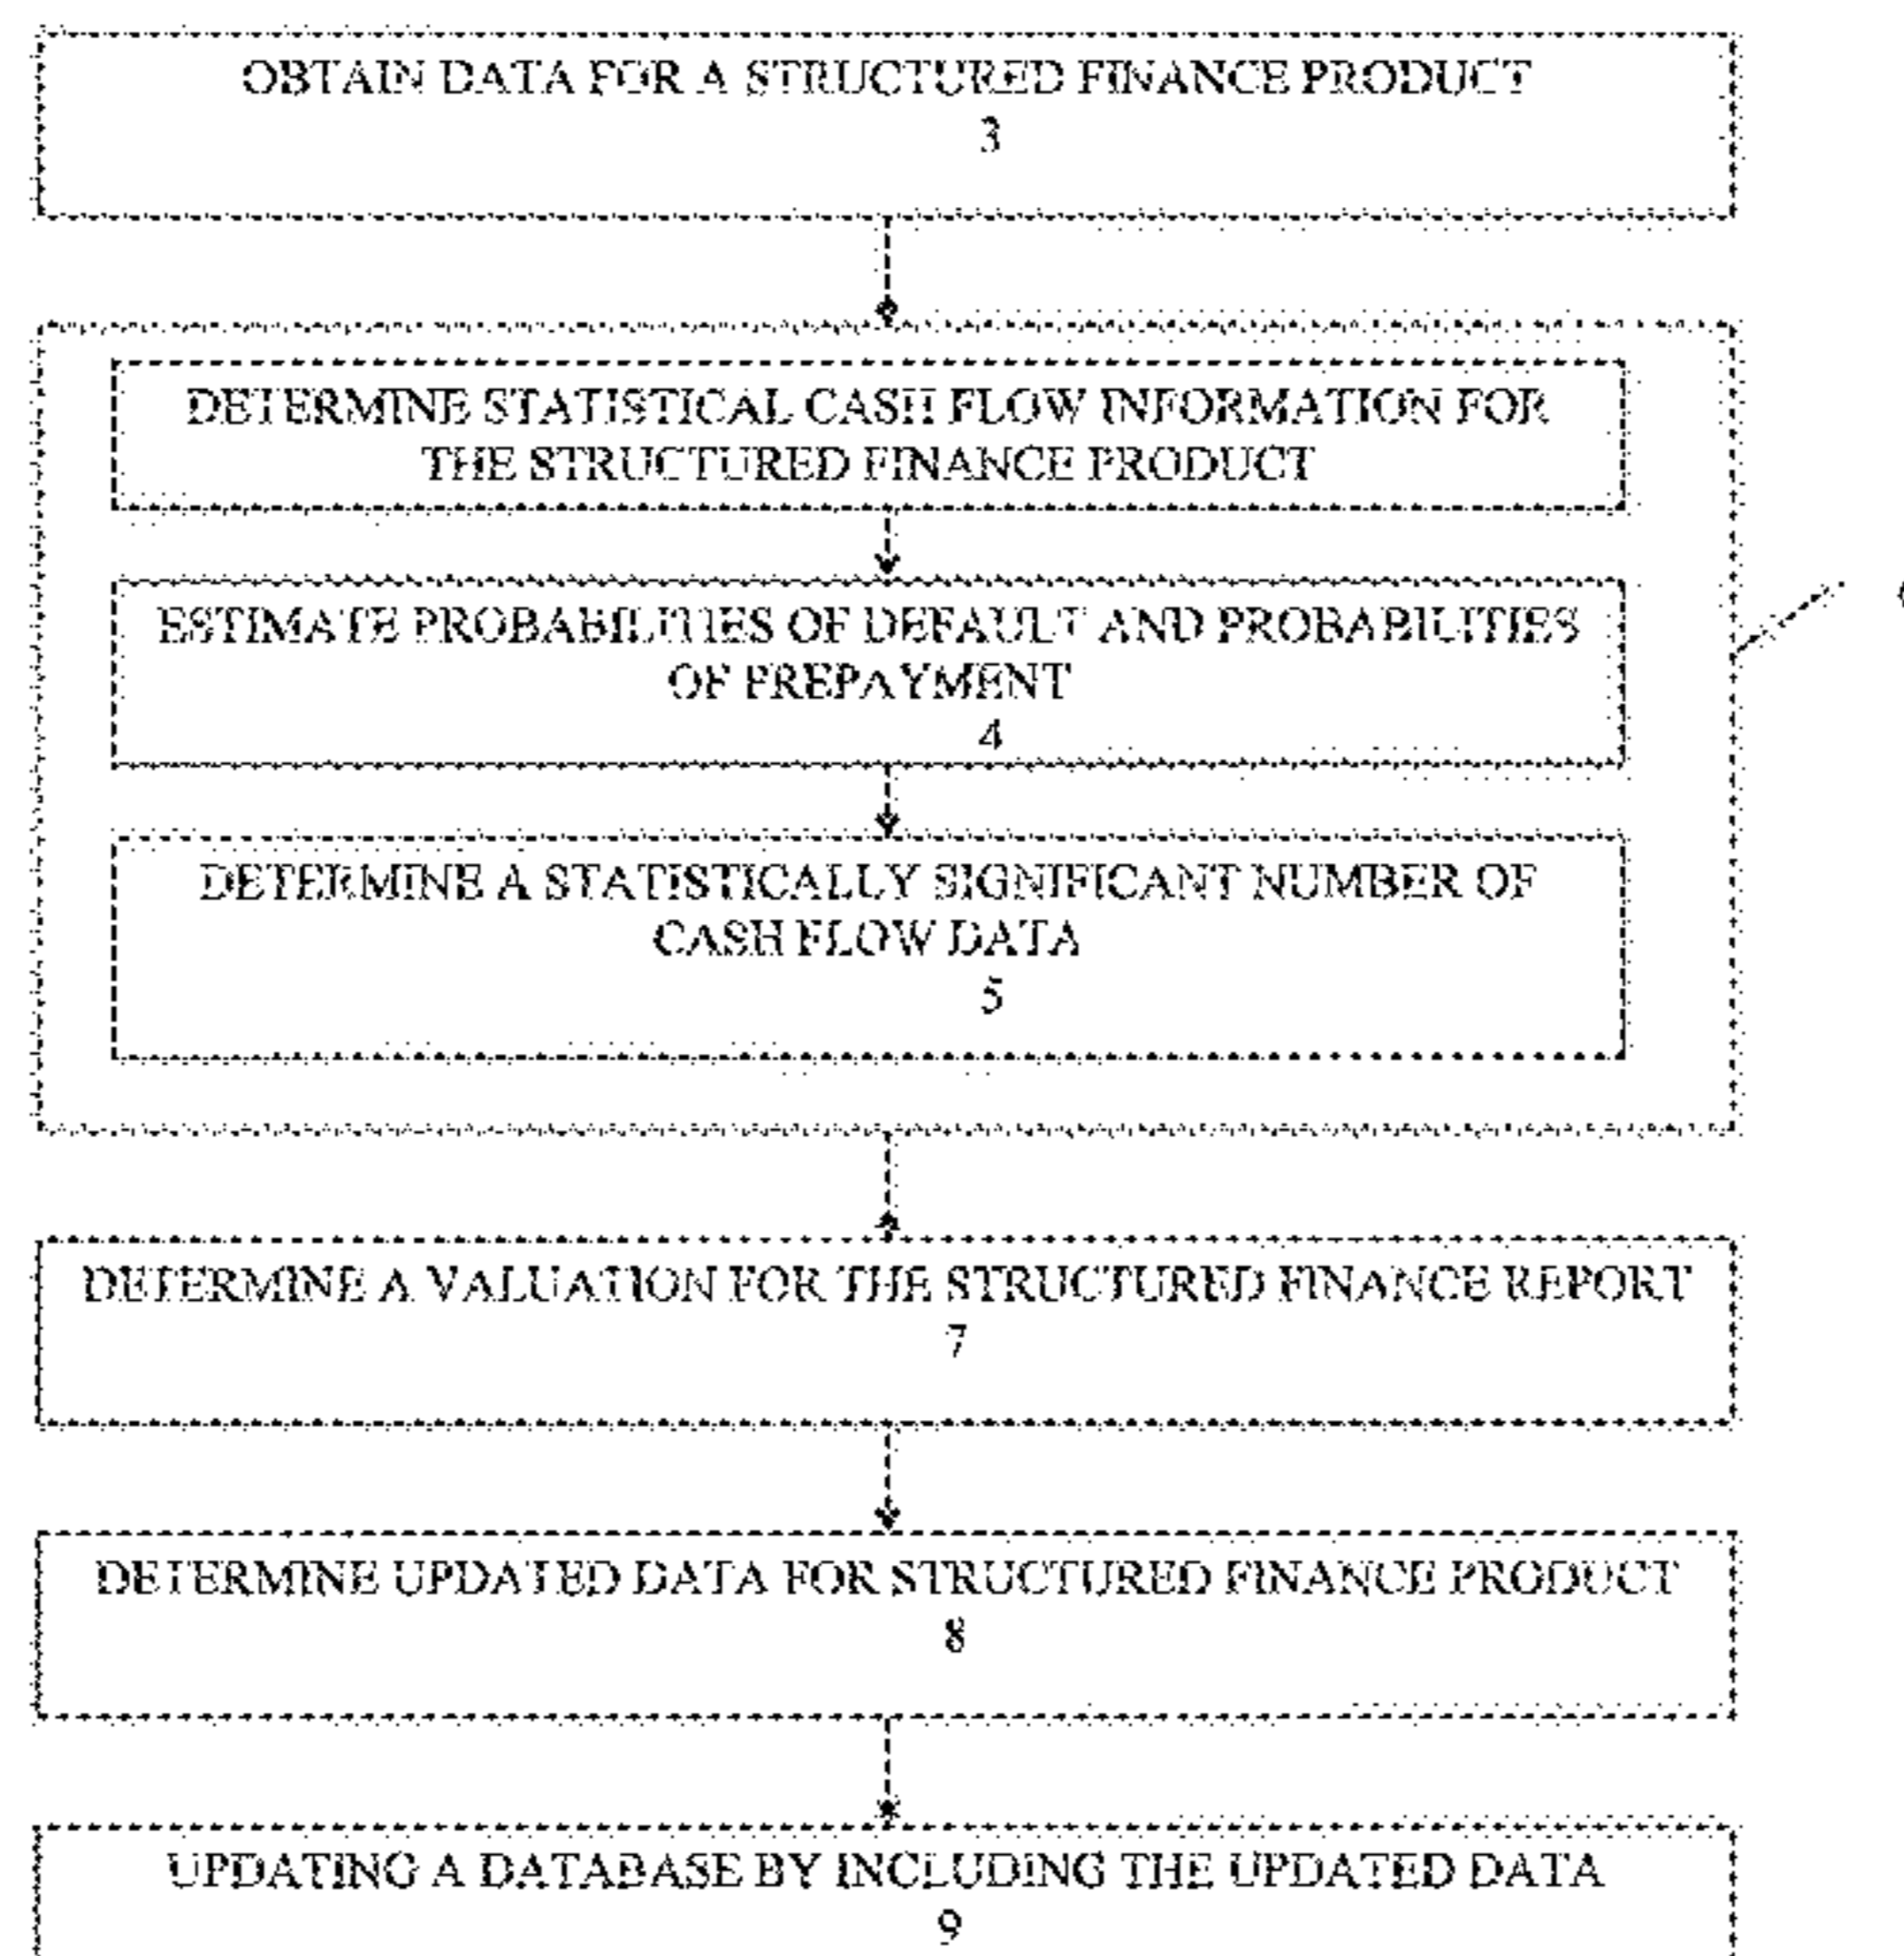 OBTAIN DATA FOR A STRUCTURED FINANCE PRODUCT
3
DETERMINE STATISTICAL CASH FLOW INFORMATION FOR
THE STRUCTURED FINANCE PRODUCT
ESTIMATE PROBABILITIES OF DEFAULT AND PROBABILITIES
OF PREPAYMENT
4
DETERMINE A STATISTICALLY SIGNIFICANT NUMBER OF
CASH FLOW DATA
5
DETERMINE A VALUATION FOR THE STRUCTURED FINANCE REPORT
7
DETERMINE UPDATED DATA FOR STRUCTURED FINANCE PRODUCT
8
UPDATING A DATABASE BY INCLUDING THE UPDATED DATA
9